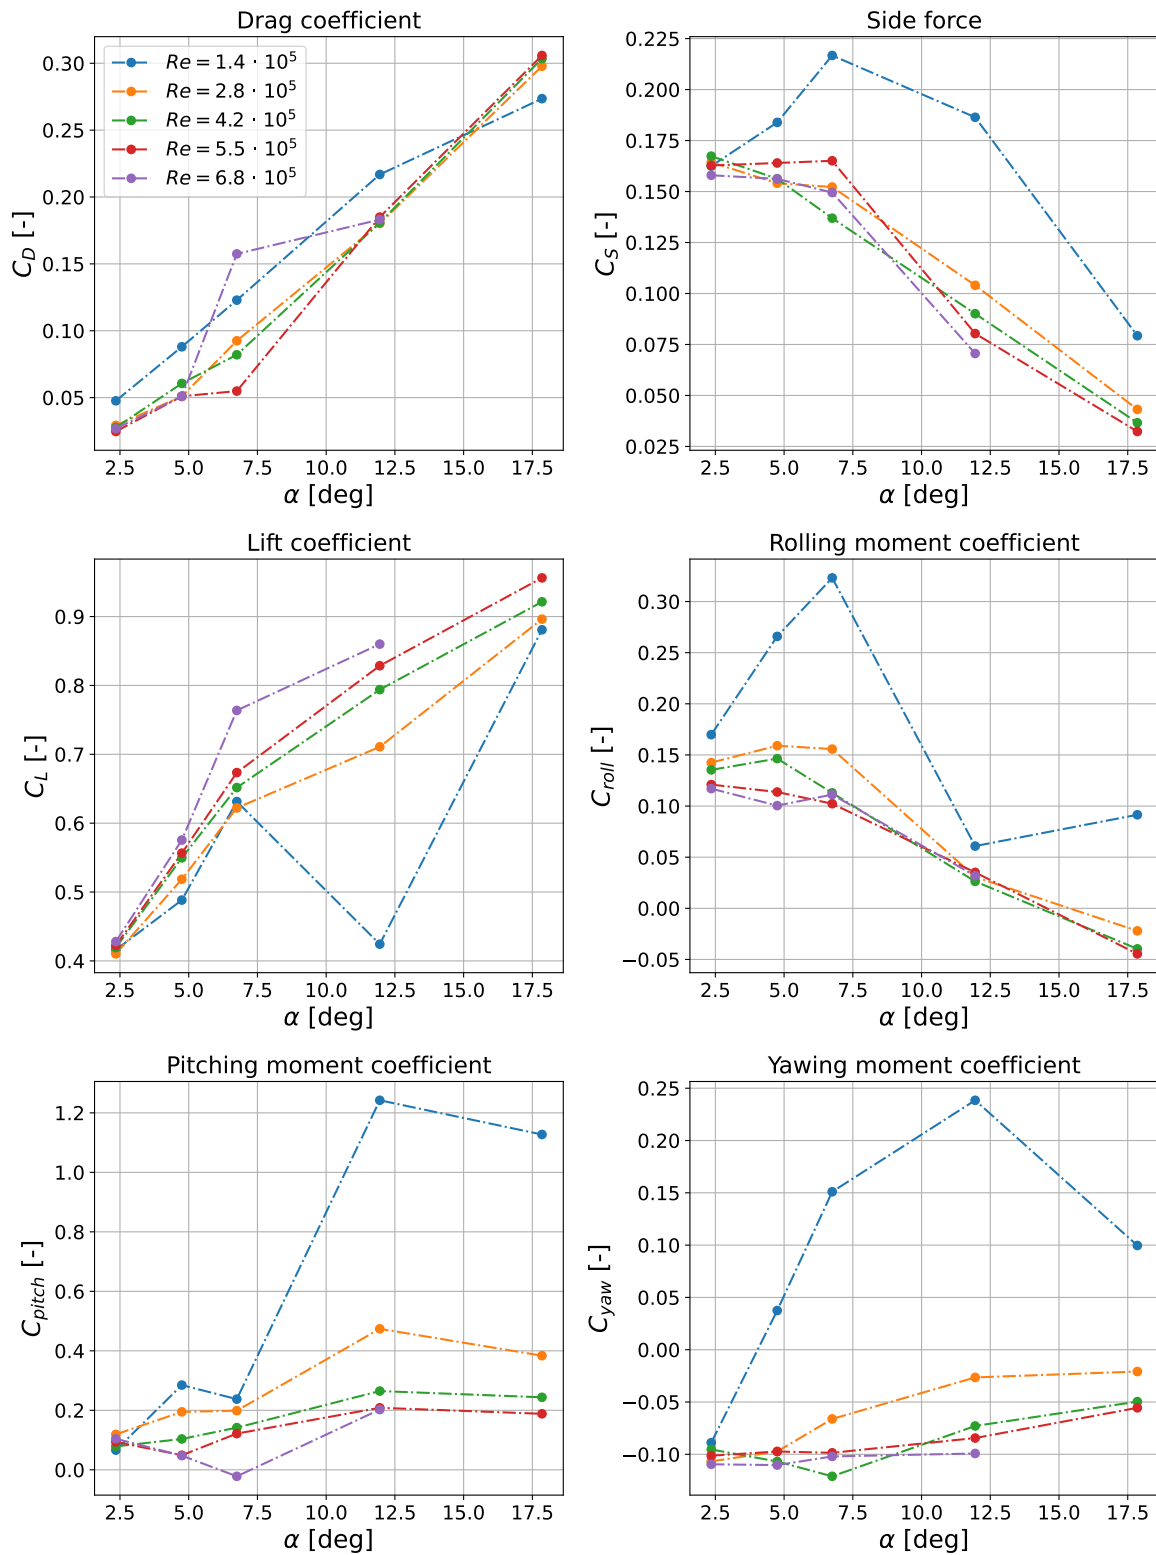 Drag coefficient
Re = 1.4 · 10⁵
Re = 2.8 · 10⁵
Re = 4.2 · 10⁵
Re = 5.5 · 10⁵
Re = 6.8 · 10⁵
0.30
0.25
0.20
0.15
0.10
0.05
C_D [-]
2.5 5.0 7.5 10.0 12.5 15.0 17.5
α [deg]
Side force
0.225
0.200
0.175
0.150
0.125
0.100
0.075
0.050
0.025
C_S [-]
2.5 5.0 7.5 10.0 12.5 15.0 17.5
α [deg]
Lift coefficient
0.9
0.8
0.7
0.6
0.5
0.4
C_L [-]
2.5 5.0 7.5 10.0 12.5 15.0 17.5
α [deg]
Rolling moment coefficient
0.30
0.25
0.20
0.15
0.10
0.05
0.00
−0.05
C_roll [-]
2.5 5.0 7.5 10.0 12.5 15.0 17.5
α [deg]
Pitching moment coefficient
1.2
1.0
0.8
0.6
0.4
0.2
0.0
C_pitch [-]
2.5 5.0 7.5 10.0 12.5 15.0 17.5
α [deg]
Yawing moment coefficient
0.25
0.20
0.15
0.10
0.05
0.00
−0.05
−0.10
C_yaw [-]
2.5 5.0 7.5 10.0 12.5 15.0 17.5
α [deg]